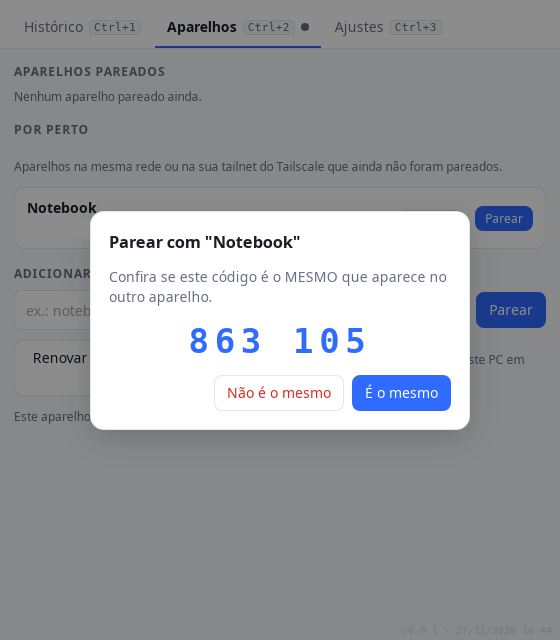 Histórico Ctrl+1 Aparelhos Ctrl+2 Ajustes Ctrl+3
APARELHOS PAREADOS
Nenhum aparelho pareado ainda.
POR PERTO
Aparelhos na mesma rede ou na sua tailnet do Tailscale que ainda não foram pareados.
Notebook
Parear
Parear com "Notebook"
Confira se este código é o MESMO que aparece no
outro aparelho.
863 105
Não é o mesmo É o mesmo
ADICIONAR
ex.: noteb
Parear
Renovar
ste PC em
Este aparelho
v0.6.1 · 27/11/2026 16:44